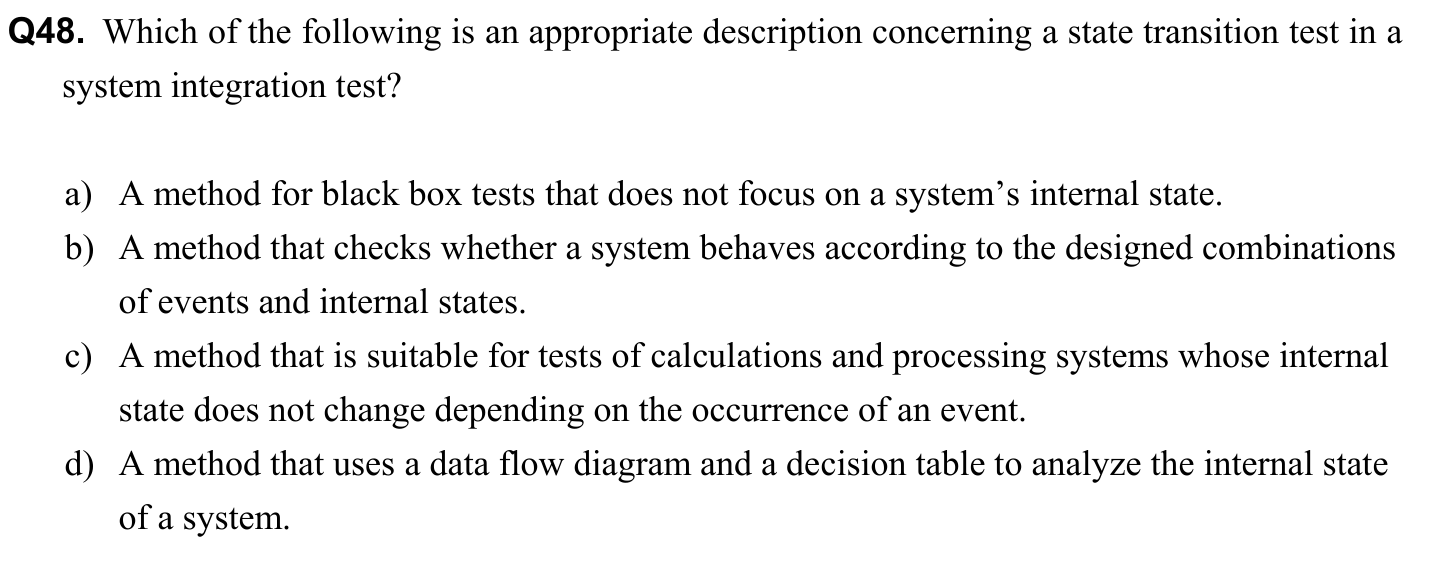 Q48. Which of the following is an appropriate description concerning a state transition test in a
system integration test?
a) A method for black box tests that does not focus on a system’s internal state.
b) A method that checks whether a system behaves according to the designed combinations
of events and internal states.
c) A method that is suitable for tests of calculations and processing systems whose internal
state does not change depending on the occurrence of an event.
d) A method that uses a data flow diagram and a decision table to analyze the internal state
of a system.